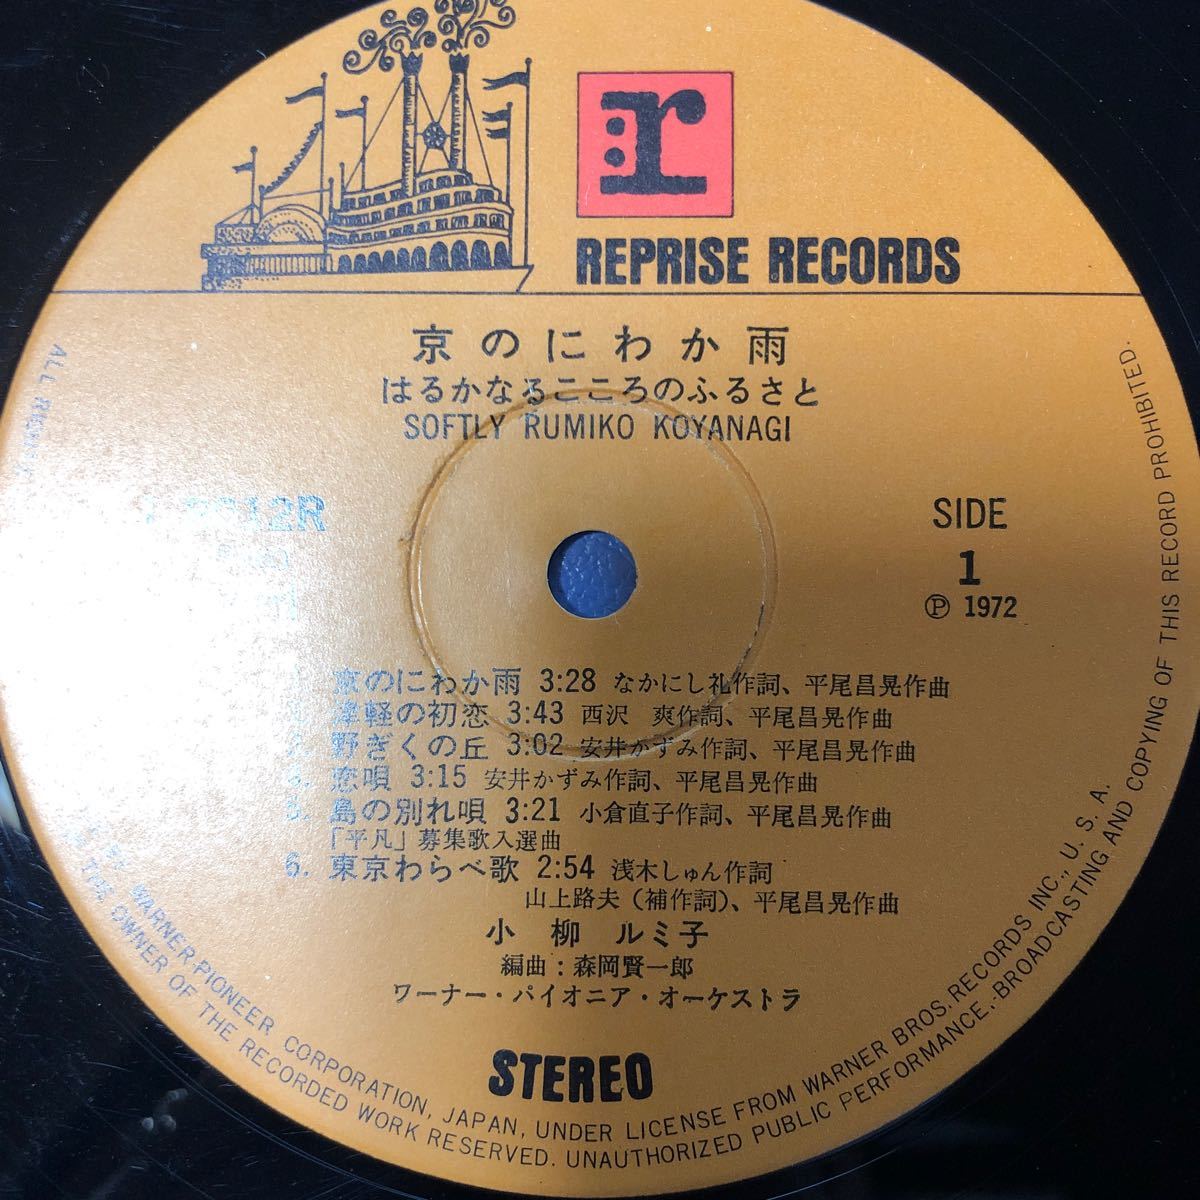 r
REPRISE RECORDS
京のにわか雨
はるかなるこころのふるさと
SOFTLY RUMIKO KOYANAGI
12R
SIDE
1
Ⓟ 1972
京のにわか雨 3:28 なかにし礼作詞、平尾昌晃作曲
津軽の初恋 3:43 西沢 爽作詞、平尾昌晃作曲
野ぎくの丘 3:02 安井かずみ作詞、平尾昌晃作曲
恋唄 3:15 安井かずみ作詞、平尾昌晃作曲
5. 島の別れ唄 3:21 小倉直子作詞、平尾昌晃作曲
「平凡」募集歌入選曲
6. 東京わらべ歌 2:54 浅木しゅん作詞
山上路夫(補作詞)、平尾昌晃作曲
小柳 ルミ子
編曲:森岡賢一郎
ワーナー・パイオニア・オーケストラ
STEREO
ALL
WARNER-PIONEER CORPORATION, JAPAN, UNDER LICENSE FROM WARNER BROS. RECORDS INC., U.S.A.
THE OWNER OF THE RECORDED WORK RESERVED. UNAUTHORIZED PUBLIC PERFORMANCE, BROADCASTING AND COPYING OF THIS RECORD PROHIBITED.